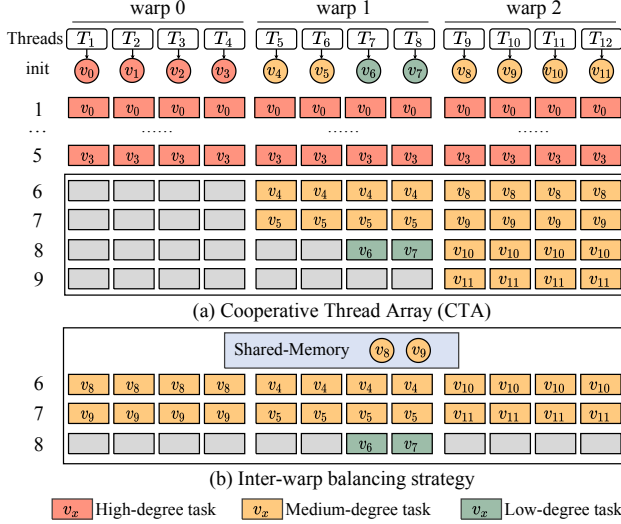 warp 0 warp 1 warp 2
Threads T1 T2 T3 T4 T5 T6 T7 T8 T9 T10 T11 T12
init v0 v1 v2 v3 v4 v5 v6 v7 v8 v9 v10 v11
1 v0 v0 v0 v0 v0 v0 v0 v0 v0 v0 v0 v0
... ...... ...... ......
5 v3 v3 v3 v3 v3 v3 v3 v3 v3 v3 v3 v3
6 v4 v4 v4 v4 v8 v8 v8 v8
7 v5 v5 v5 v5 v9 v9 v9 v9
8 v6 v7 v10 v10 v10 v10
9 v11 v11 v11 v11
(a) Cooperative Thread Array (CTA)
Shared-Memory v8 v9
6 v8 v8 v8 v8 v4 v4 v4 v4 v10 v10 v10 v10
7 v9 v9 v9 v9 v5 v5 v5 v5 v11 v11 v11 v11
8 v6 v7
(b) Inter-warp balancing strategy
vx High-degree task vx Medium-degree task vx Low-degree task